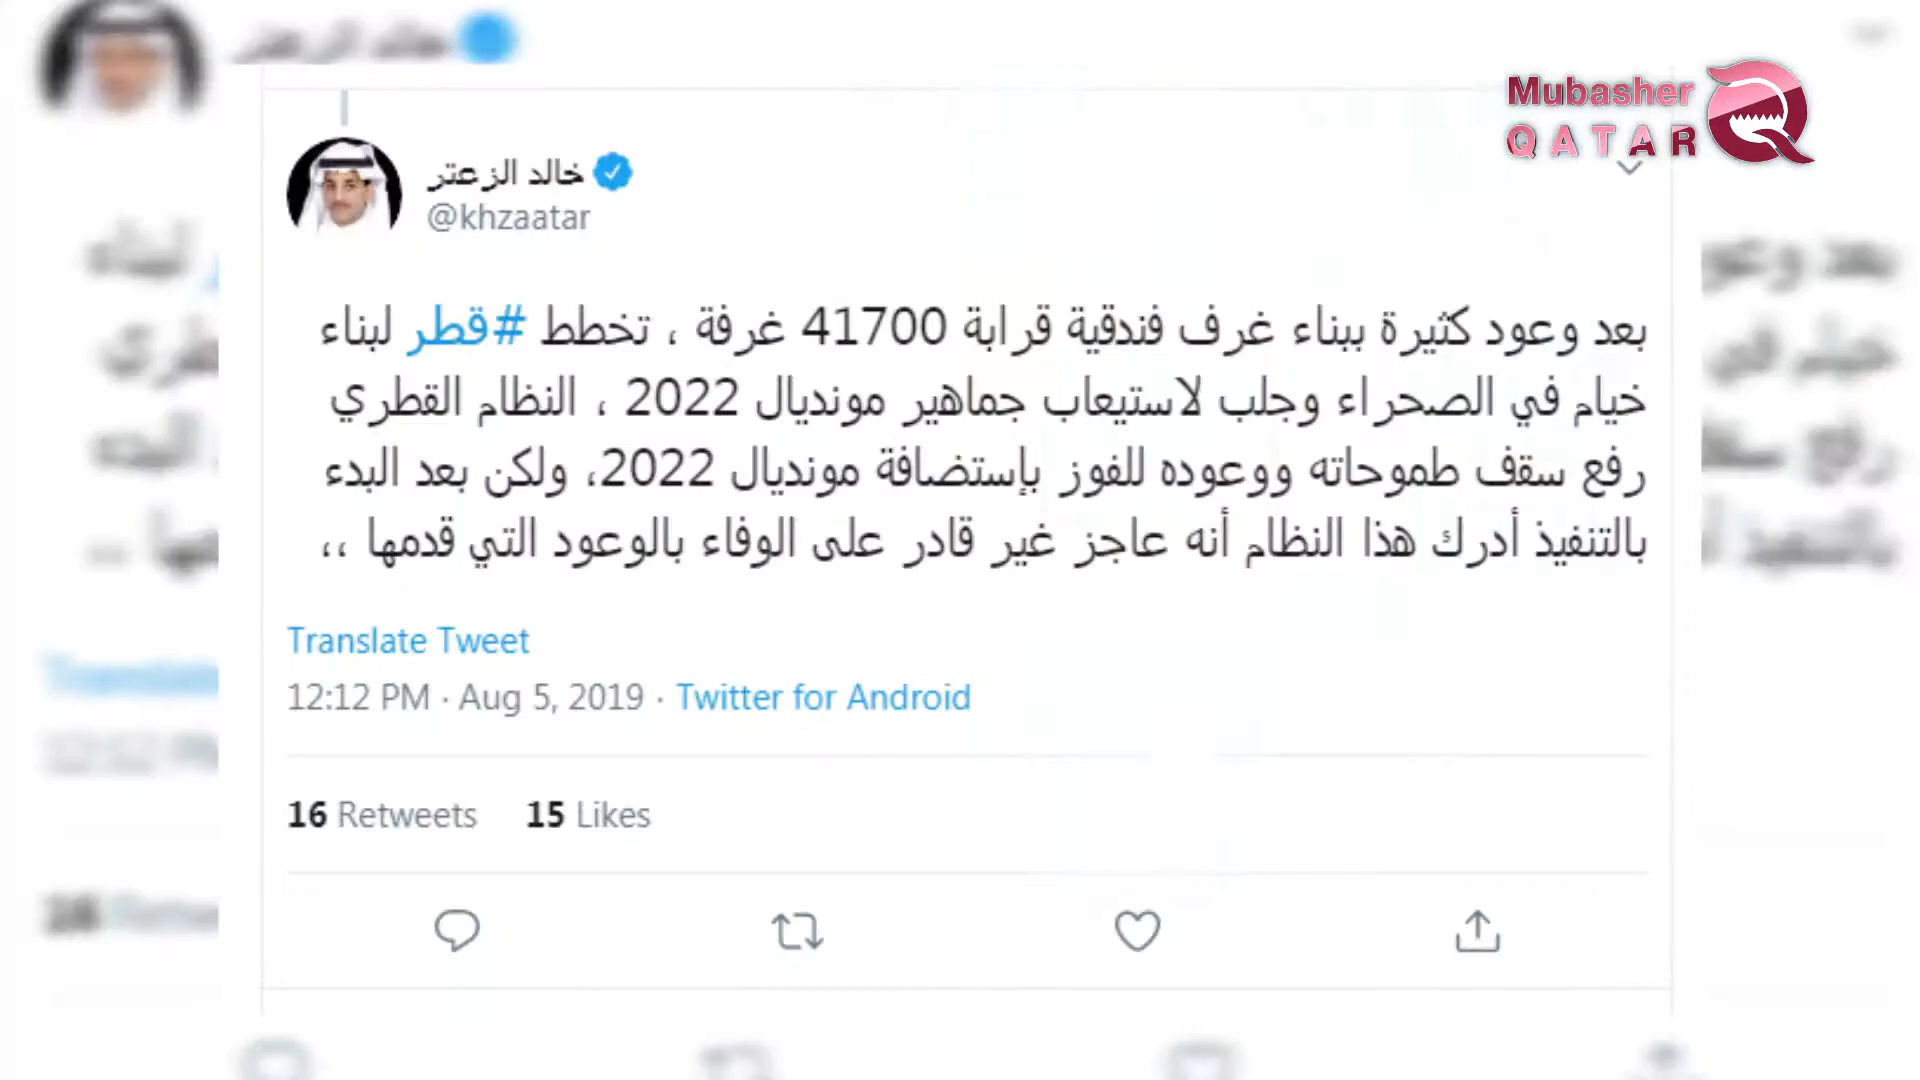 Mubasher
QATAR
خالد الزعتر
@khzaatar
بعد وعود كثيرة ببناء غرف فندقية قرابة 41700 غرفة ، تخطط #قطر لبناء
خيام في الصحراء وجلب لاستيعاب جماهير مونديال 2022 ، النظام القطري
رفع سقف طموحاته ووعوده للفوز بإستضافة مونديال 2022، ولكن بعد البدء
بالتنفيذ أدرك هذا النظام أنه عاجز غير قادر على الوفاء بالوعود التي قدمها ،،
Translate Tweet
12:12 PM · Aug 5, 2019 · Twitter for Android
16 Retweets 15 Likes